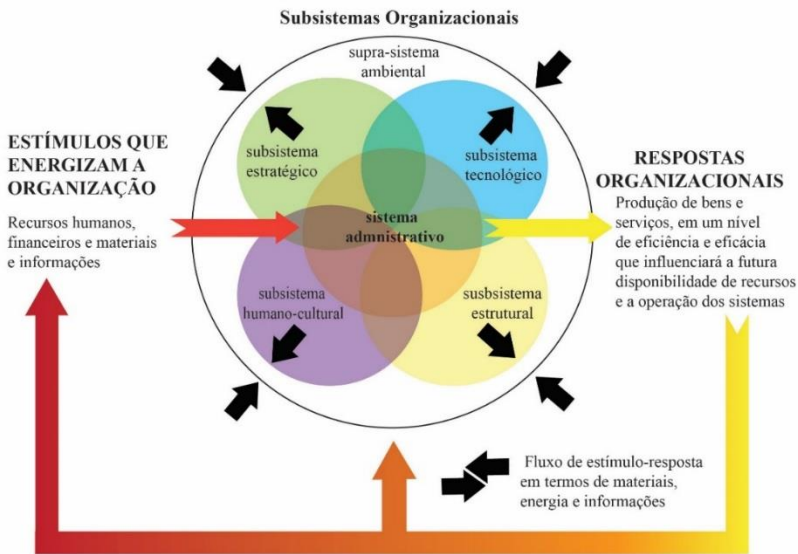 Subsistemas Organizacionais
supra-sistema
ambiental
ESTÍMULOS QUE
ENERGIZAM A
ORGANIZAÇÃO
Recursos humanos,
financeiros e materiais
e informações
subsistema
estratégico
subsistema
tecnológico
sistema
admnistrativo
subsistema
humano-cultural
susbsistema
estrutural
RESPOSTAS
ORGANIZACIONAIS
Produção de bens e
serviços, em um nível
de eficiência e eficácia
que influenciará a futura
disponibilidade de recursos
e a operação dos sistemas
Fluxo de estímulo-resposta
em termos de materiais,
energia e informações